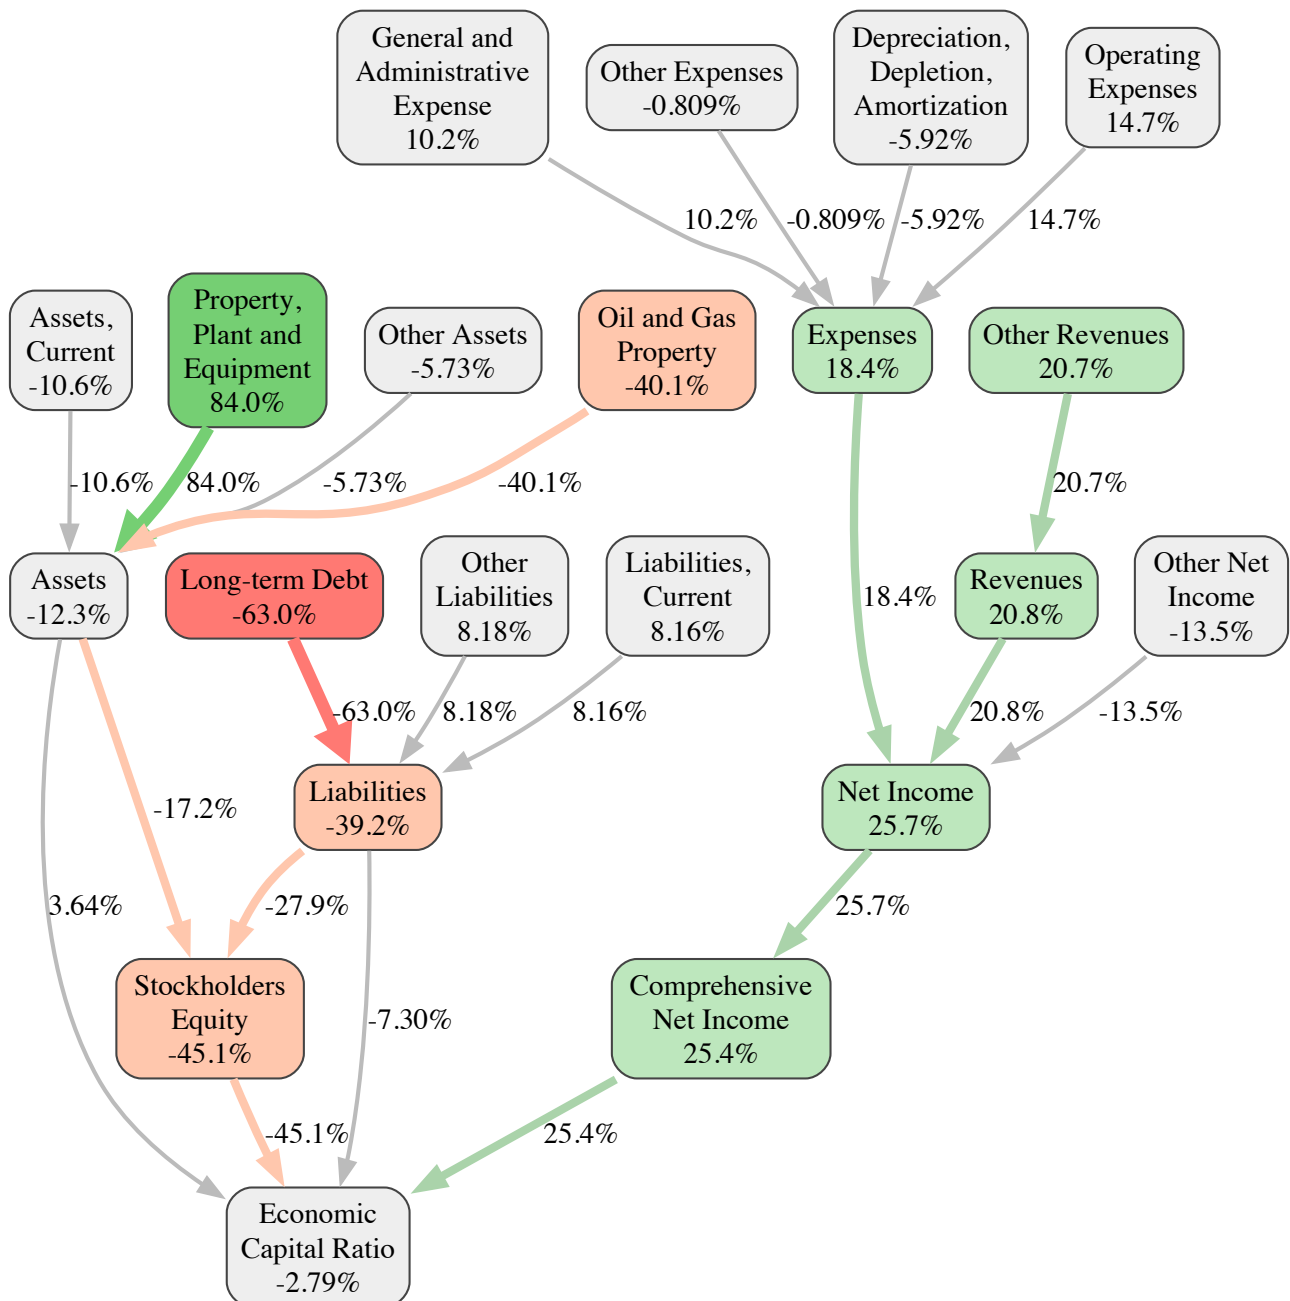 General and
Administrative
Expense
10.2%
Other Expenses
-0.809%
Depreciation,
Depletion,
Amortization
-5.92%
Operating
Expenses
14.7%
10.2%
-0.809%
-5.92%
14.7%
Assets,
Current
-10.6%
Property,
Plant and
Equipment
84.0%
Other Assets
-5.73%
Oil and Gas
Property
-40.1%
Expenses
18.4%
Other Revenues
20.7%
-10.6%
84.0%
-5.73%
-40.1%
20.7%
Assets
-12.3%
Long-term Debt
-63.0%
Other
Liabilities
8.18%
Liabilities,
Current
8.16%
18.4%
Revenues
20.8%
Other Net
Income
-13.5%
-63.0%
8.18%
8.16%
20.8%
-13.5%
-17.2%
Liabilities
-39.2%
Net Income
25.7%
3.64%
-27.9%
25.7%
Stockholders
Equity
-45.1%
-7.30%
Comprehensive
Net Income
25.4%
-45.1%
25.4%
Economic
Capital Ratio
-2.79%